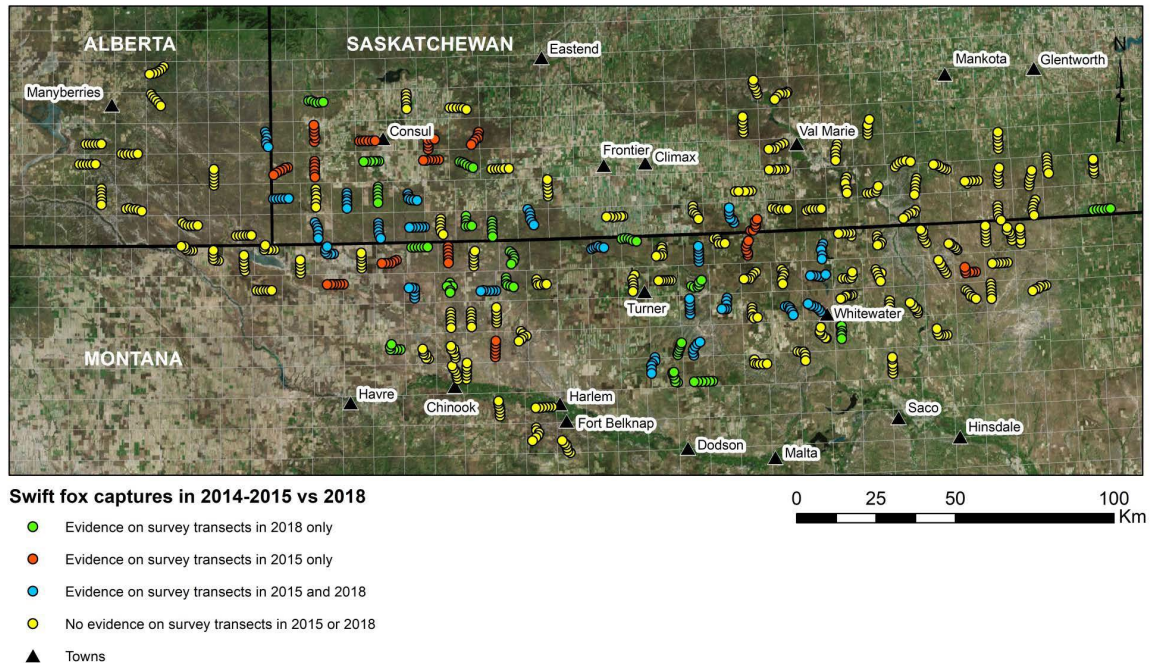 ALBERTA
SASKATCHEWAN
Eastend
N
Mankota
Glentworth
Manyberries
Consul
Val Marie
Frontier
Climax
Turner
Whitewater
MONTANA
Havre
Chinook
Harlem
Fort Belknap
Saco
Hinsdale
Dodson
Malta
Swift fox captures in 2014-2015 vs 2018
0 25 50 100
Km
Evidence on survey transects in 2018 only
Evidence on survey transects in 2015 only
Evidence on survey transects in 2015 and 2018
No evidence on survey transects in 2015 or 2018
Towns